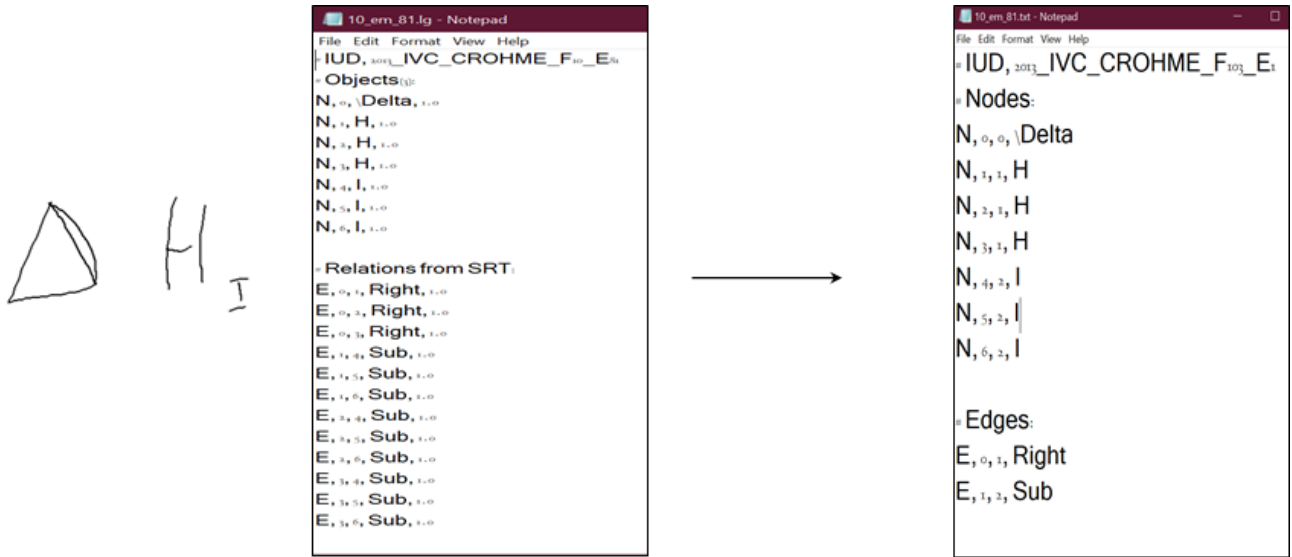 Δ H I
10_em_81.lg - Notepad
File Edit Format View Help
# IUD, 2013_IVC_CROHME_F10_E81
# Objects(3):
N, 0, \Delta, 1.0
N, 1, H, 1.0
N, 2, H, 1.0
N, 3, H, 1.0
N, 4, I, 1.0
N, 5, I, 1.0
N, 6, I, 1.0
# Relations from SRT:
E, 0, 1, Right, 1.0
E, 0, 2, Right, 1.0
E, 0, 3, Right, 1.0
E, 1, 4, Sub, 1.0
E, 1, 5, Sub, 1.0
E, 1, 6, Sub, 1.0
E, 2, 4, Sub, 1.0
E, 2, 5, Sub, 1.0
E, 2, 6, Sub, 1.0
E, 3, 4, Sub, 1.0
E, 3, 5, Sub, 1.0
E, 3, 6, Sub, 1.0
10_em_81.txt - Notepad
File Edit Format View Help
# IUD, 2013_IVC_CROHME_F103_E1
# Nodes:
N, 0, 0, \Delta
N, 1, 1, H
N, 2, 1, H
N, 3, 1, H
N, 4, 2, I
N, 5, 2, I
N, 6, 2, I
# Edges:
E, 0, 1, Right
E, 1, 2, Sub